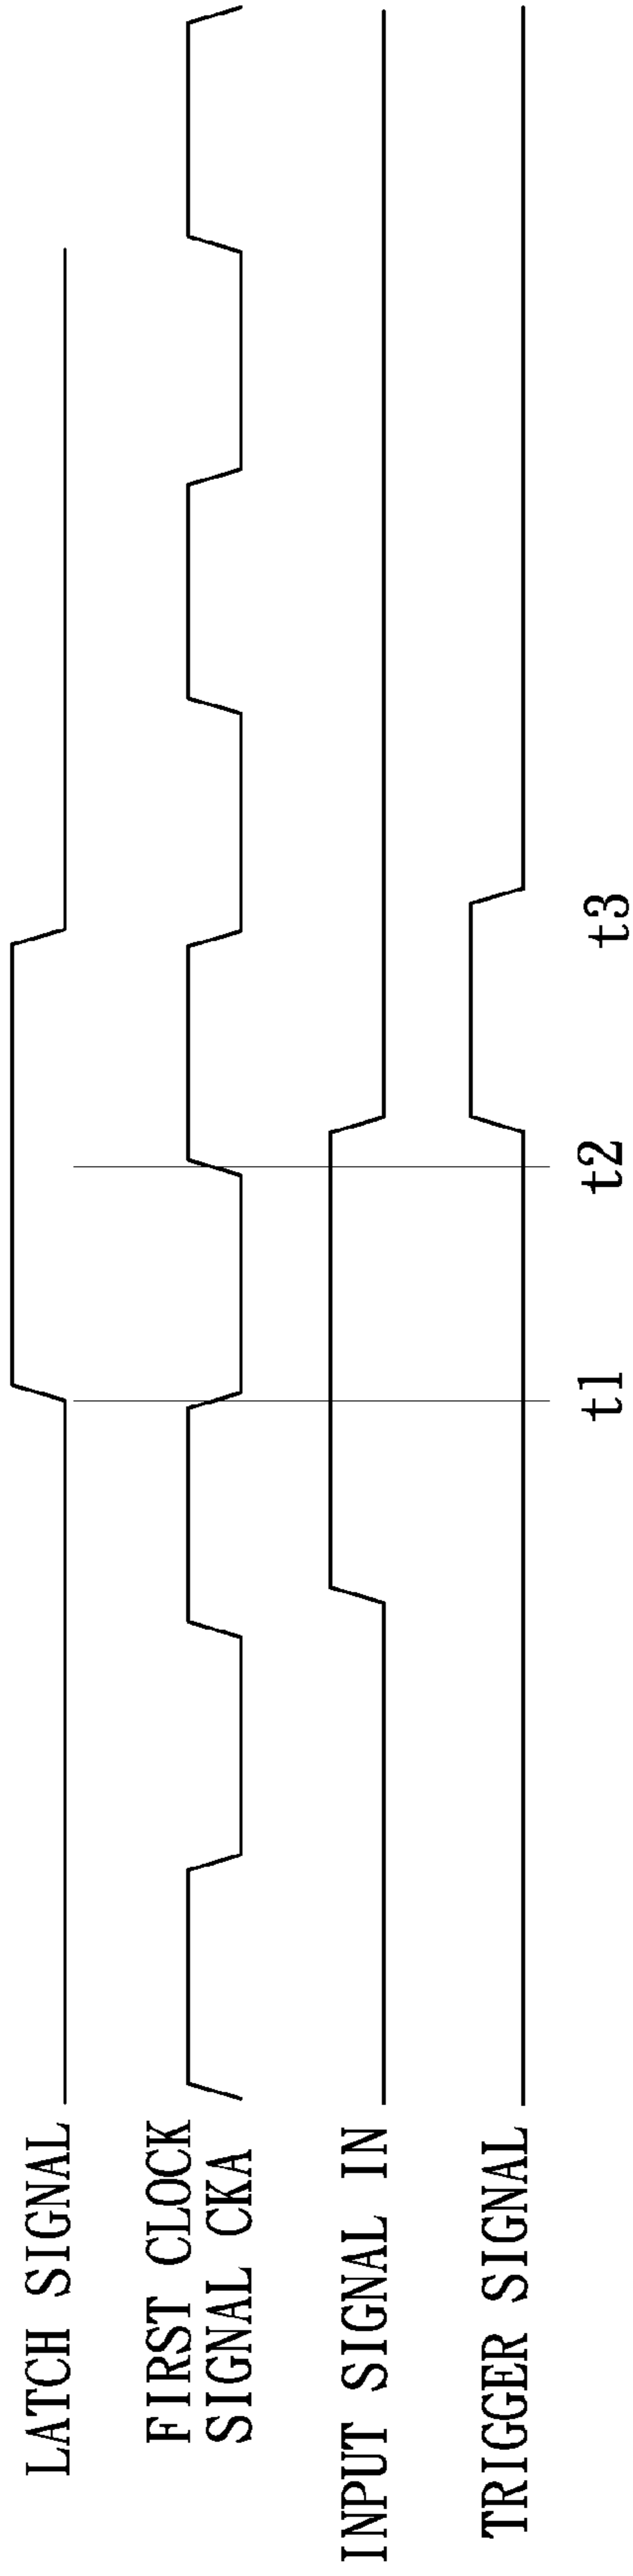 LATCH SIGNAL
FIRST CLOCK
SIGNAL CKA
INPUT SIGNAL IN
TRIGGER SIGNAL
t1
t2
t3